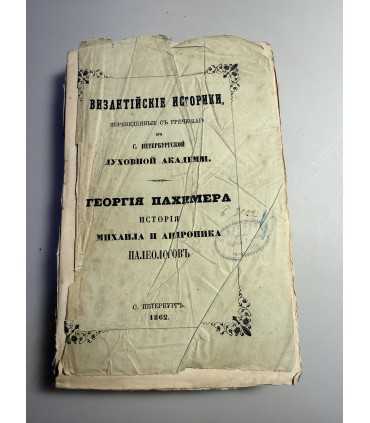 ВИЗАНТІЙСКІЕ ИСТОРИКИ,
ПЕРЕВЕДЕННЫЕ СЪ ГРЕЧЕСКАГО
ПРИ
С. ПЕТЕРБУРГСКОЙ
ДУХОВНОЙ АКАДЕМІИ.
ГЕОРГІЯ ПАХИМЕРА
ИСТОРІЯ
МИХАИЛА И АНДРОНИКА
ПАЛЕОЛОГОВЪ
С. ПЕТЕРБУРГЪ.
1862.